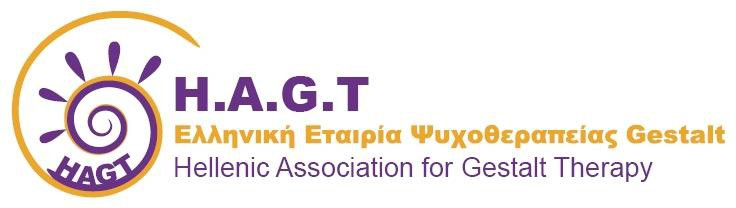 HAGT
H.A.G.T
Ελληνική Εταιρία Ψυχοθεραπείας Gestalt
Hellenic Association for Gestalt Therapy